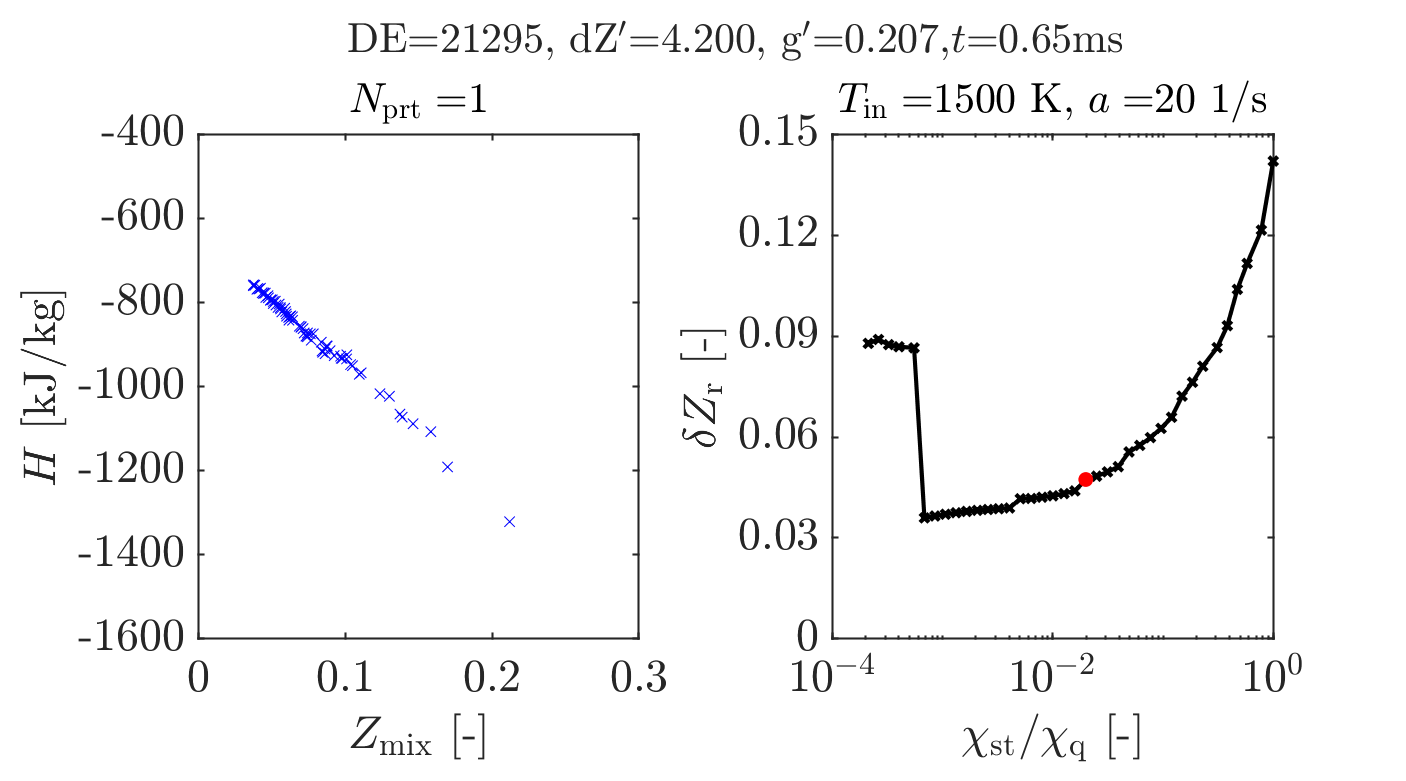 DE=21295, dZ′=4.200, g′=0.207,t=0.65ms
N_prt =1
-400
-600
-800
-1000
-1200
-1400
-1600
0 0.1 0.2 0.3
H [kJ/kg]
Z_mix [-]
T_in =1500 K, a =20 1/s
0.15
0.12
0.09
0.06
0.03
0
10⁻⁴ 10⁻² 10⁰
δZ_r [-]
χ_st/χ_q [-]